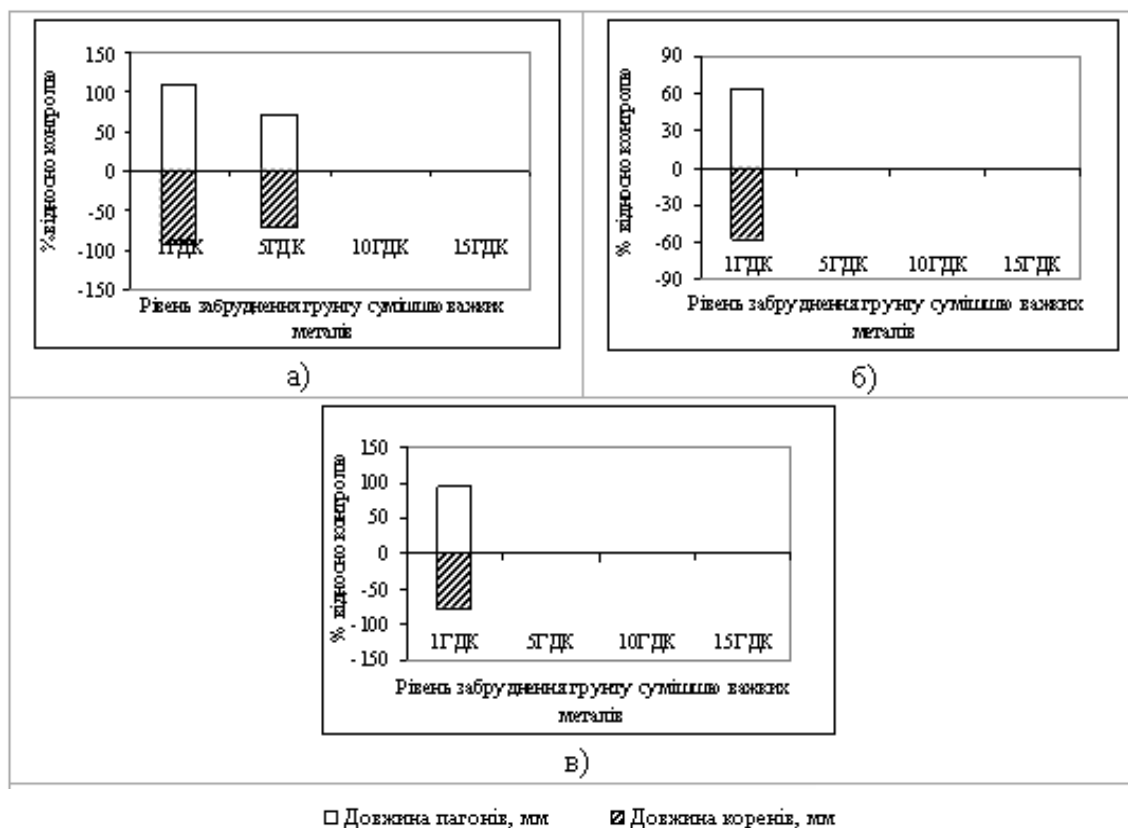 % відносно контролю
150
100
50
0
-50
-100
-150
1ГДК 5ГДК 10ГДК 15ГДК
Рівень забруднення грунту сумішшю важких
металів
а)
% відносно контролю
90
60
30
0
-30
-60
-90
1ГДК 5ГДК 10ГДК 15ГДК
Рівень забруднення грунту сумішшю важких
металів
б)
% відносно контролю
150
100
50
0
-50
-100
-150
1ГДК 5ГДК 10ГДК 15ГДК
Рівень забруднення грунту сумішшю важких
металів
в)
Довжина пагонів, мм Довжина коренів, мм